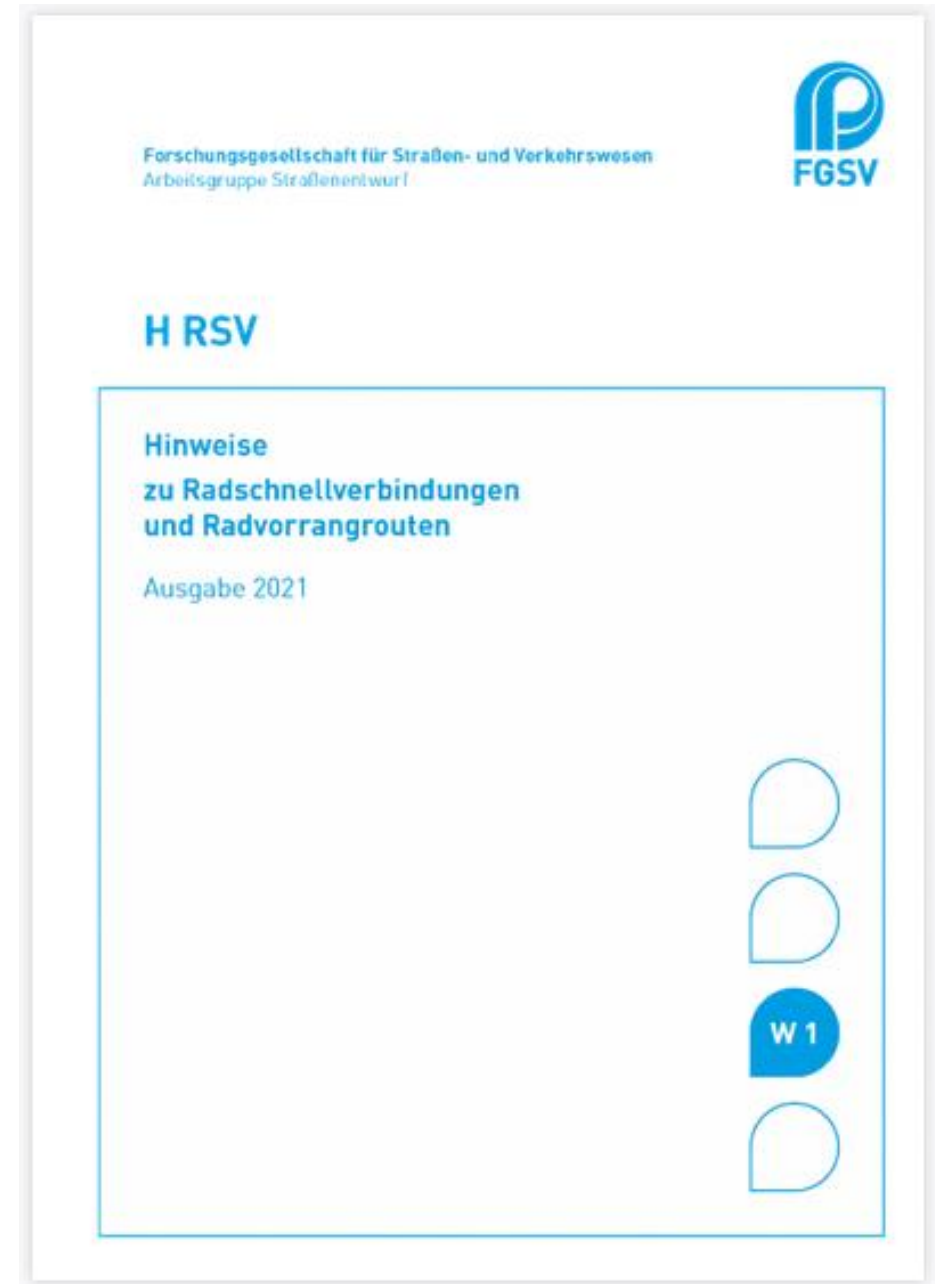 Forschungsgesellschaft für Straßen- und Verkehrswesen
Arbeitsgruppe Straßenentwurf
FGSV
H RSV
Hinweise
zu Radschnellverbindungen
und Radvorrangrouten
Ausgabe 2021
W 1